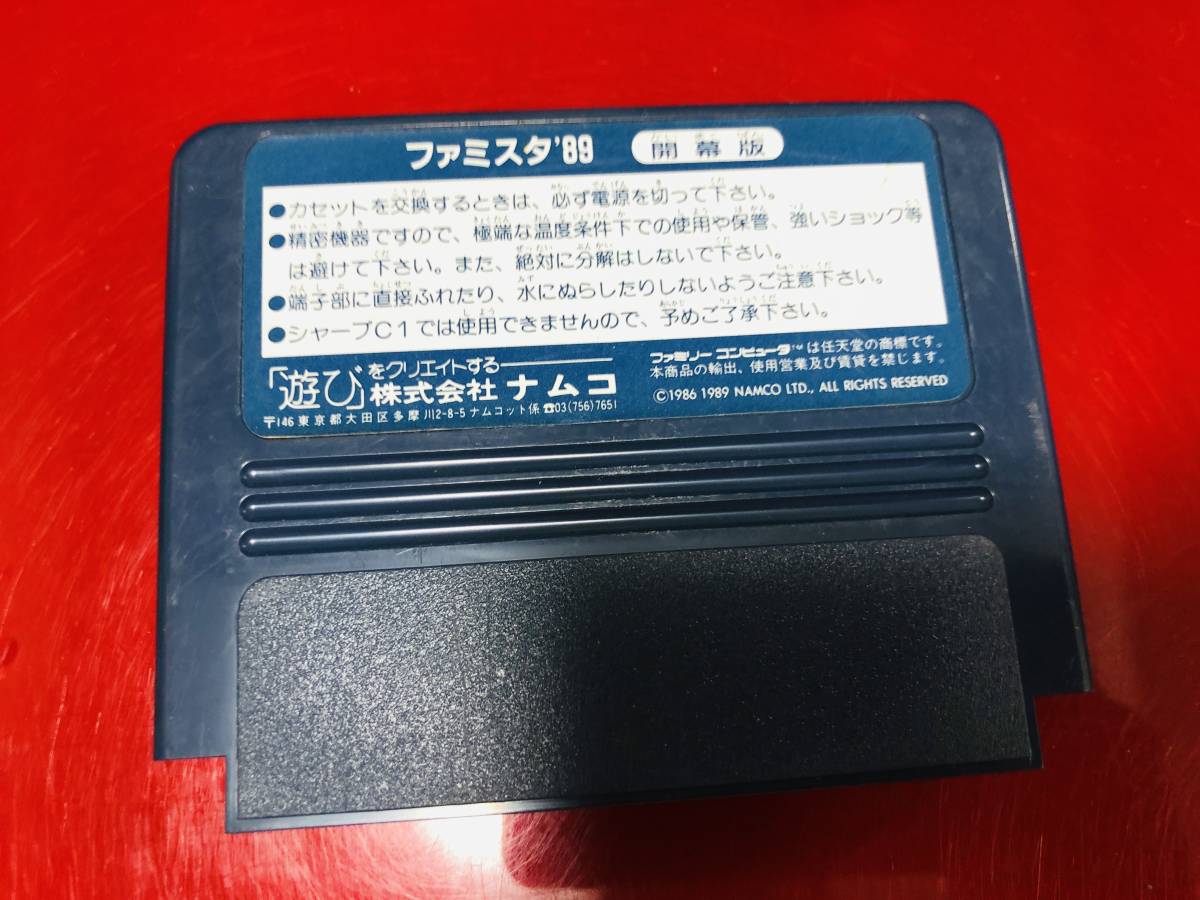 ファミスタ'89 開幕版
●カセットを交換するときは、必ず電源を切って下さい。
●精密機器ですので、極端な温度条件下での使用や保管、強いショック等
は避けて下さい。また、絶対に分解はしないで下さい。
●端子部に直接ふれたり、水にぬらしたりしないようご注意下さい。
●シャープC1では使用できませんので、予めご了承下さい。
「遊び」をクリエイトする
株式会社 ナムコ
〒146 東京都大田区多摩川2-8-5 ナムコット係 ☎03(756)7651
ファミリーコンピュータ™は任天堂の商標です。
本商品の輸出、使用営業及び賃貸を禁じます。
©1986 1989 NAMCO LTD., ALL RIGHTS RESERVED